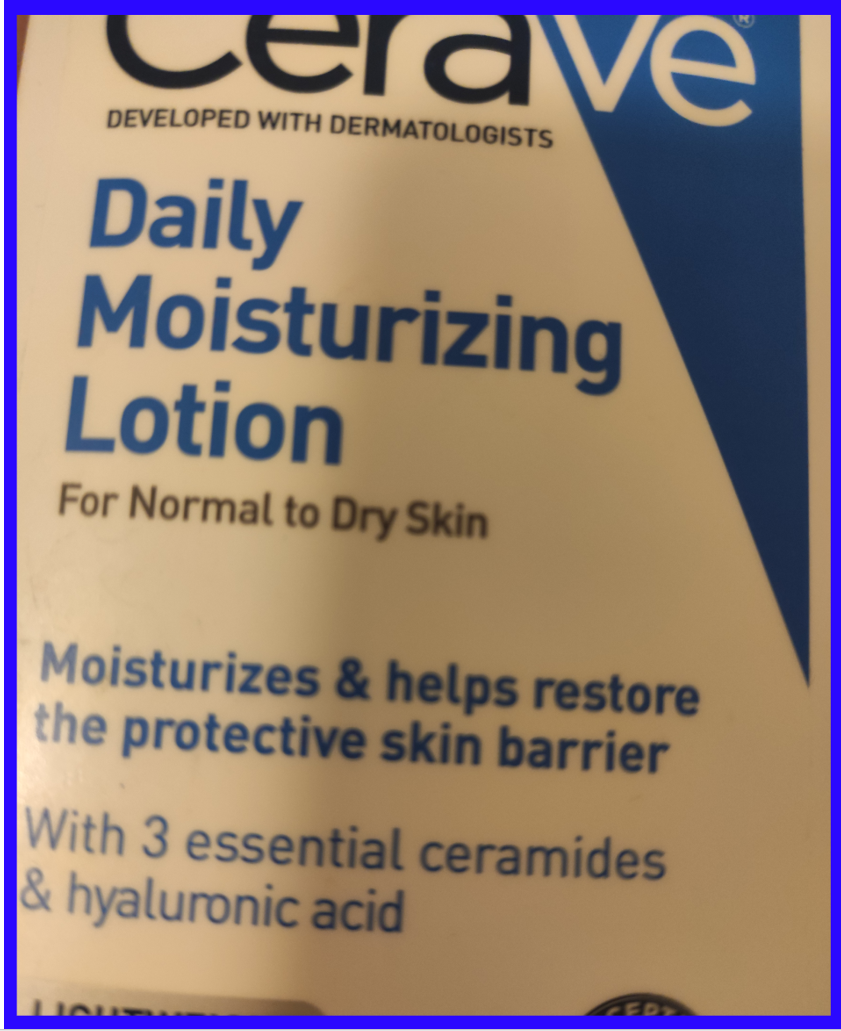 CeraVe®
DEVELOPED WITH DERMATOLOGISTS
Daily
Moisturizing
Lotion
For Normal to Dry Skin
Moisturizes & helps restore
the protective skin barrier
With 3 essential ceramides
& hyaluronic acid